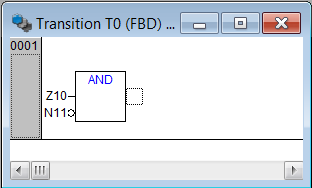 Transition T0 (FBD) ...
0001
AND
Z10
N11